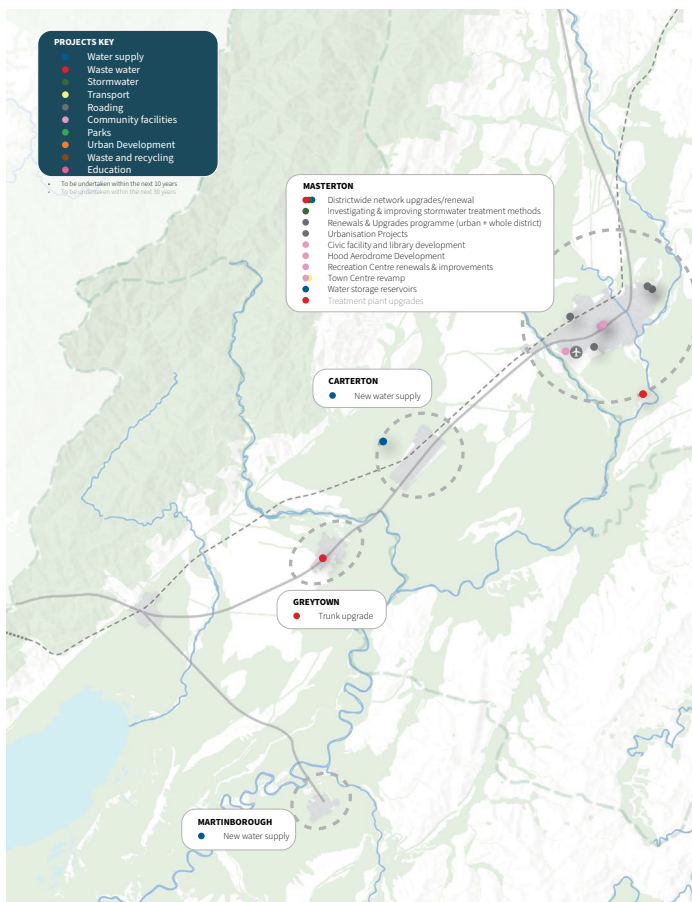 PROJECTS KEY
Water supply
Waste water
Stormwater
Transport
Roading
Community facilities
Parks
Urban Development
Waste and recycling
Education
• To be undertaken within the next 10 years
• To be undertaken within the next 30 years
MASTERTON
Districtwide network upgrades/renewal
Investigating & improving stormwater treatment methods
Renewals & Upgrades programme (urban + whole district)
Urbanisation Projects
Civic facility and library development
Hood Aerodrome Development
Recreation Centre renewals & improvements
Town Centre revamp
Water storage reservoirs
Treatment plant upgrades
CARTERTON
New water supply
GREYTOWN
Trunk upgrade
MARTINBOROUGH
New water supply